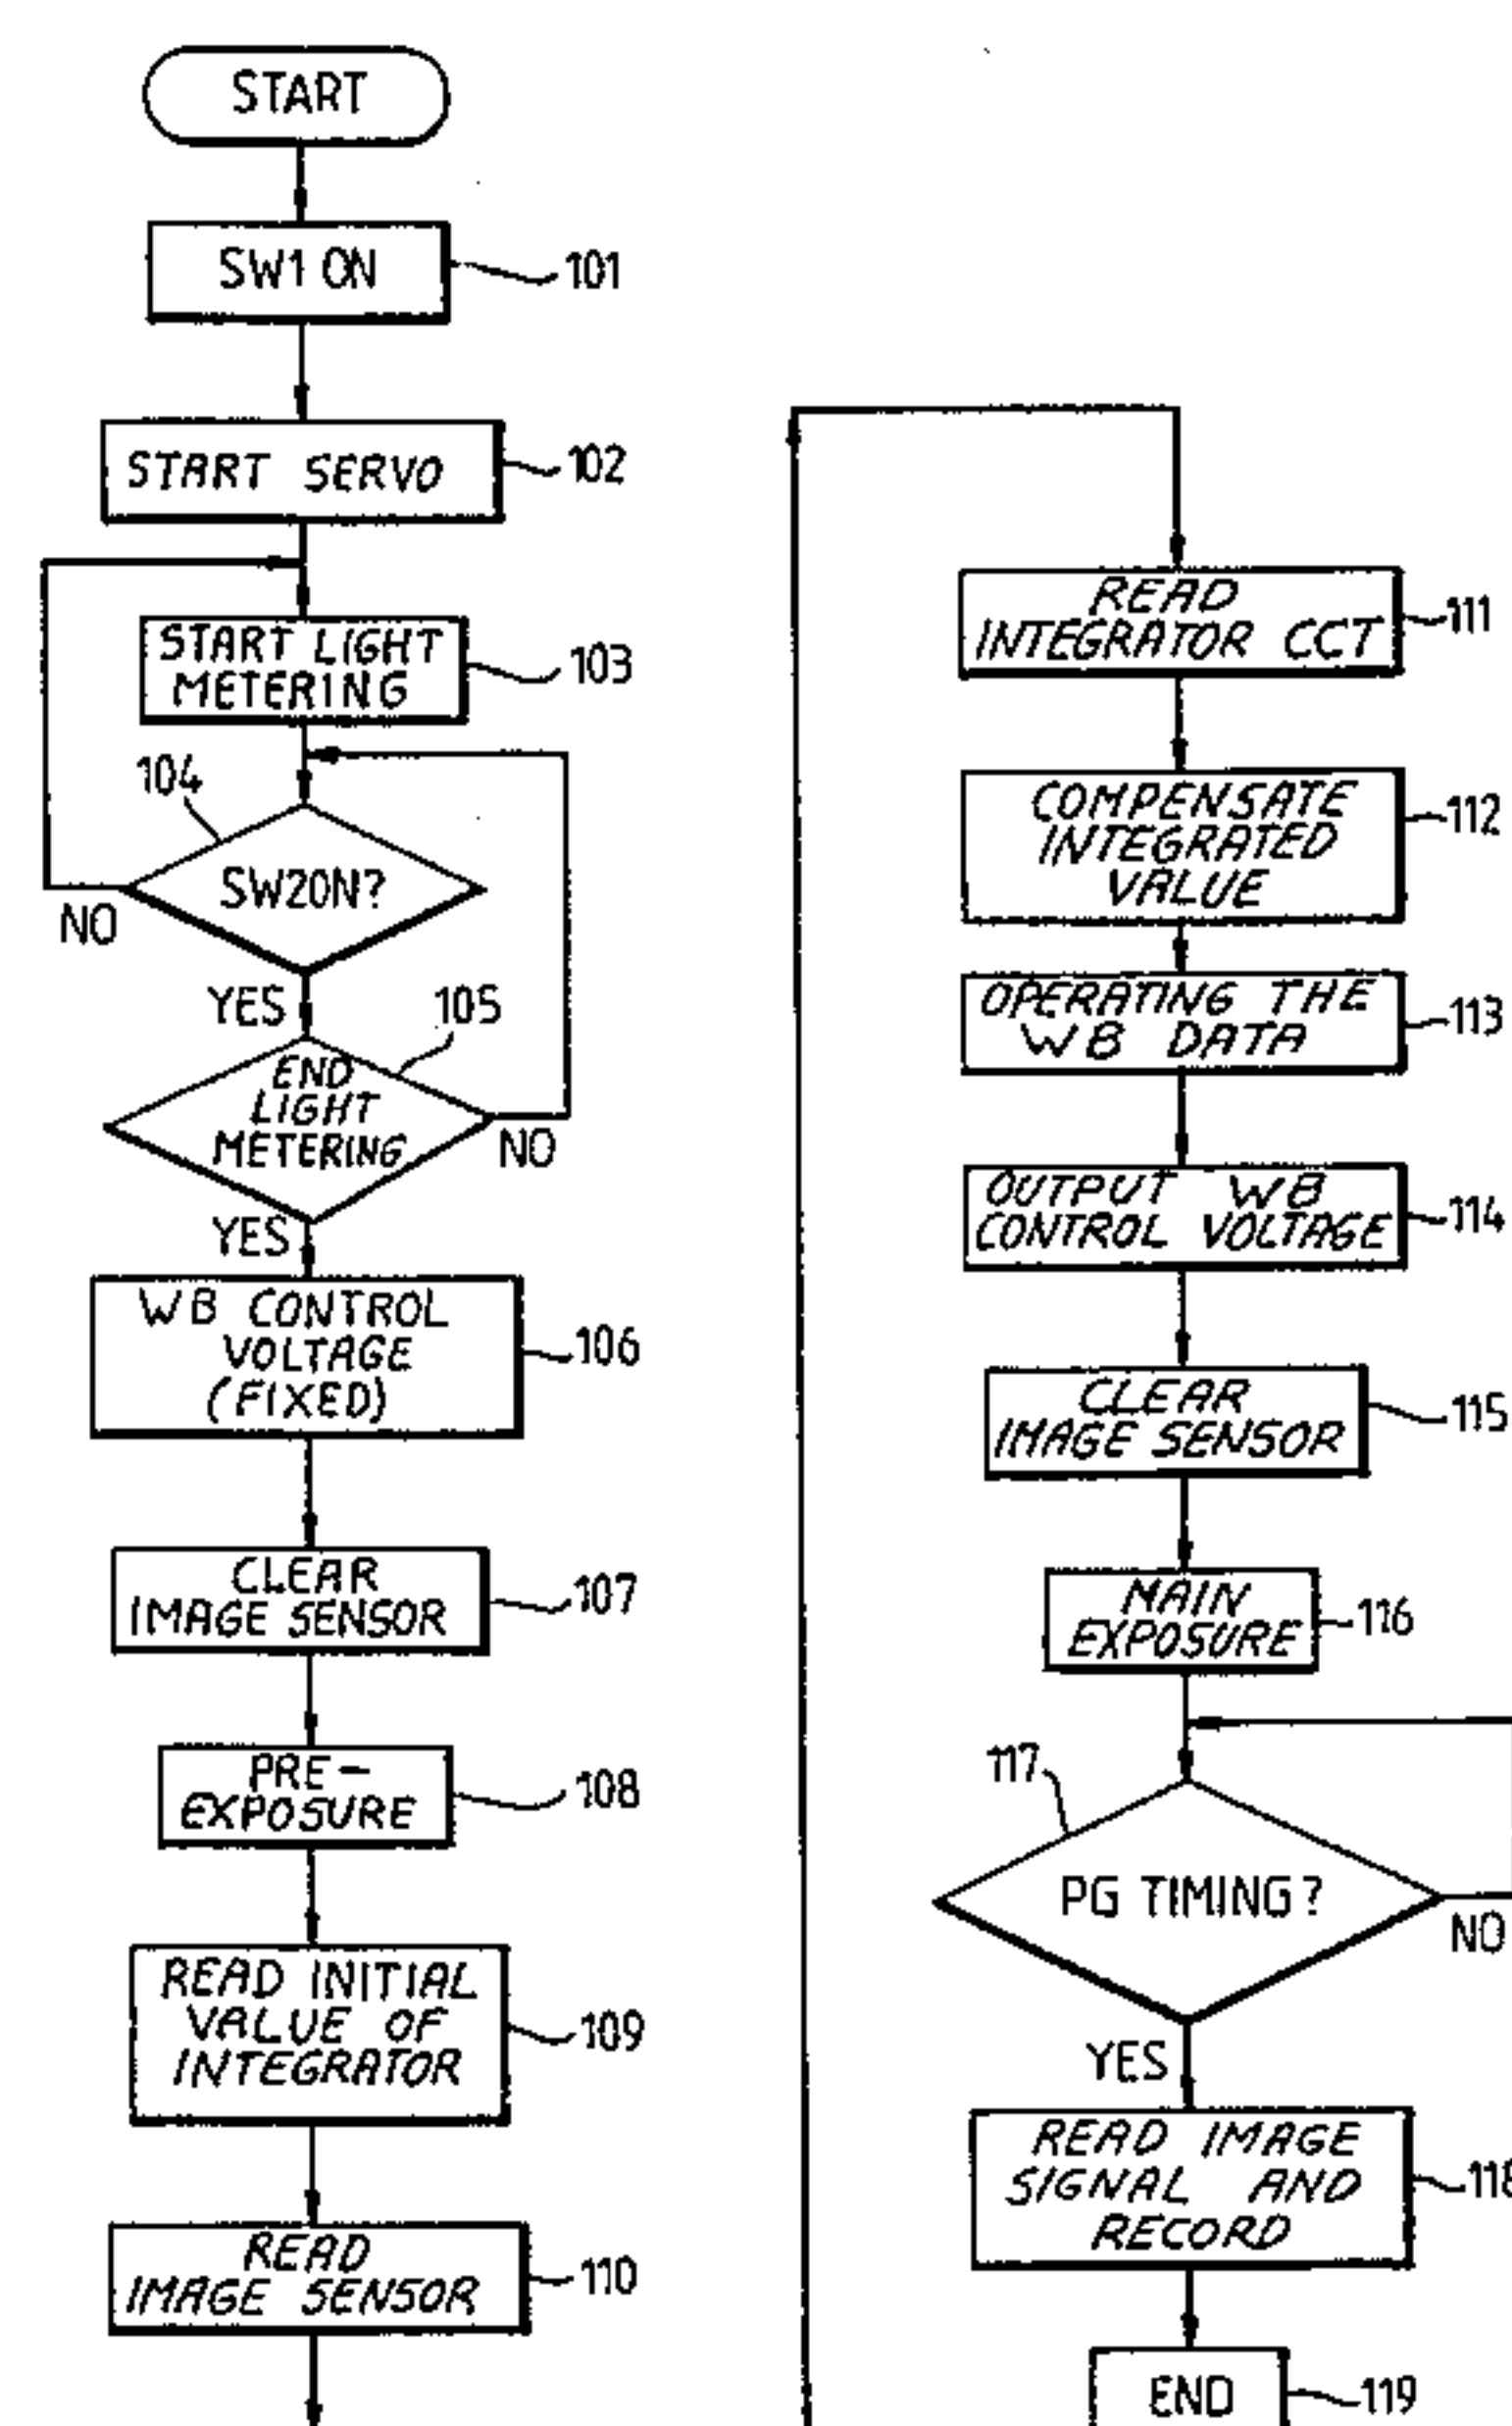 START
SW1 ON
101
START SERVO
102
START LIGHT
METERING
103
104
SW2ON?
NO
YES
105
END
LIGHT
METERING
NO
YES
WB CONTROL
VOLTAGE
(FIXED)
106
CLEAR
IMAGE SENSOR
107
PRE-
EXPOSURE
108
READ INITIAL
VALUE OF
INTEGRATOR
109
READ
IMAGE SENSOR
110
READ
INTEGRATOR CCT
111
COMPENSATE
INTEGRATED
VALUE
112
OPERATING THE
WB DATA
113
OUTPUT WB
CONTROL VOLTAGE
114
CLEAR
IMAGE SENSOR
115
MAIN
EXPOSURE
116
117
PG TIMING?
NO
YES
READ IMAGE
SIGNAL AND
RECORD
118
END
119